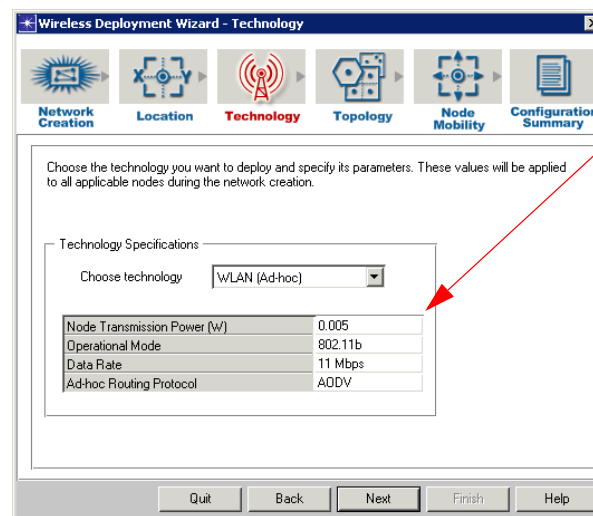 Wireless Deployment Wizard - Technology
Network Creation
Location
Technology
Topology
Node Mobility
Configuration Summary
Choose the technology you want to deploy and specify its parameters. These values will be applied
to all applicable nodes during the network creation.
Technology Specifications
Choose technology WLAN (Ad-hoc)
Node Transmission Power (W) 0.005
Operational Mode 802.11b
Data Rate 11 Mbps
Ad-hoc Routing Protocol AODV
Quit Back Next Finish Help